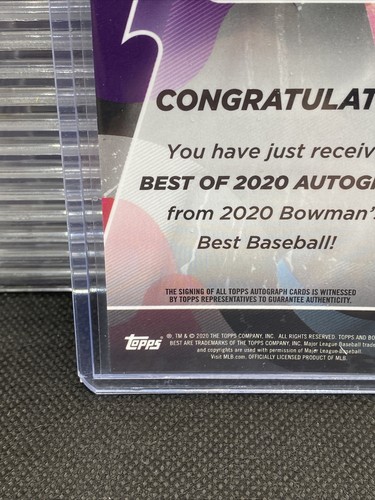 CONGRATULAT
You have just receiv
BEST OF 2020 AUTOG
from 2020 Bowman's
Best Baseball!
THE SIGNING OF ALL TOPPS AUTOGRAPH CARDS IS WITNESSED
BY TOPPS REPRESENTATIVES TO GUARANTEE AUTHENTICITY.
topps
®, TM & © 2020 THE TOPPS COMPANY, INC. ALL RIGHTS RESERVED. TOPPS AND BO
BEST ARE TRADEMARKS OF THE TOPPS COMPANY, INC. Major League Baseball trade
and copyrights are used with permission of Major League Baseball.
Visit MLB.com. OFFICIALLY LICENSED PRODUCT OF MLB.